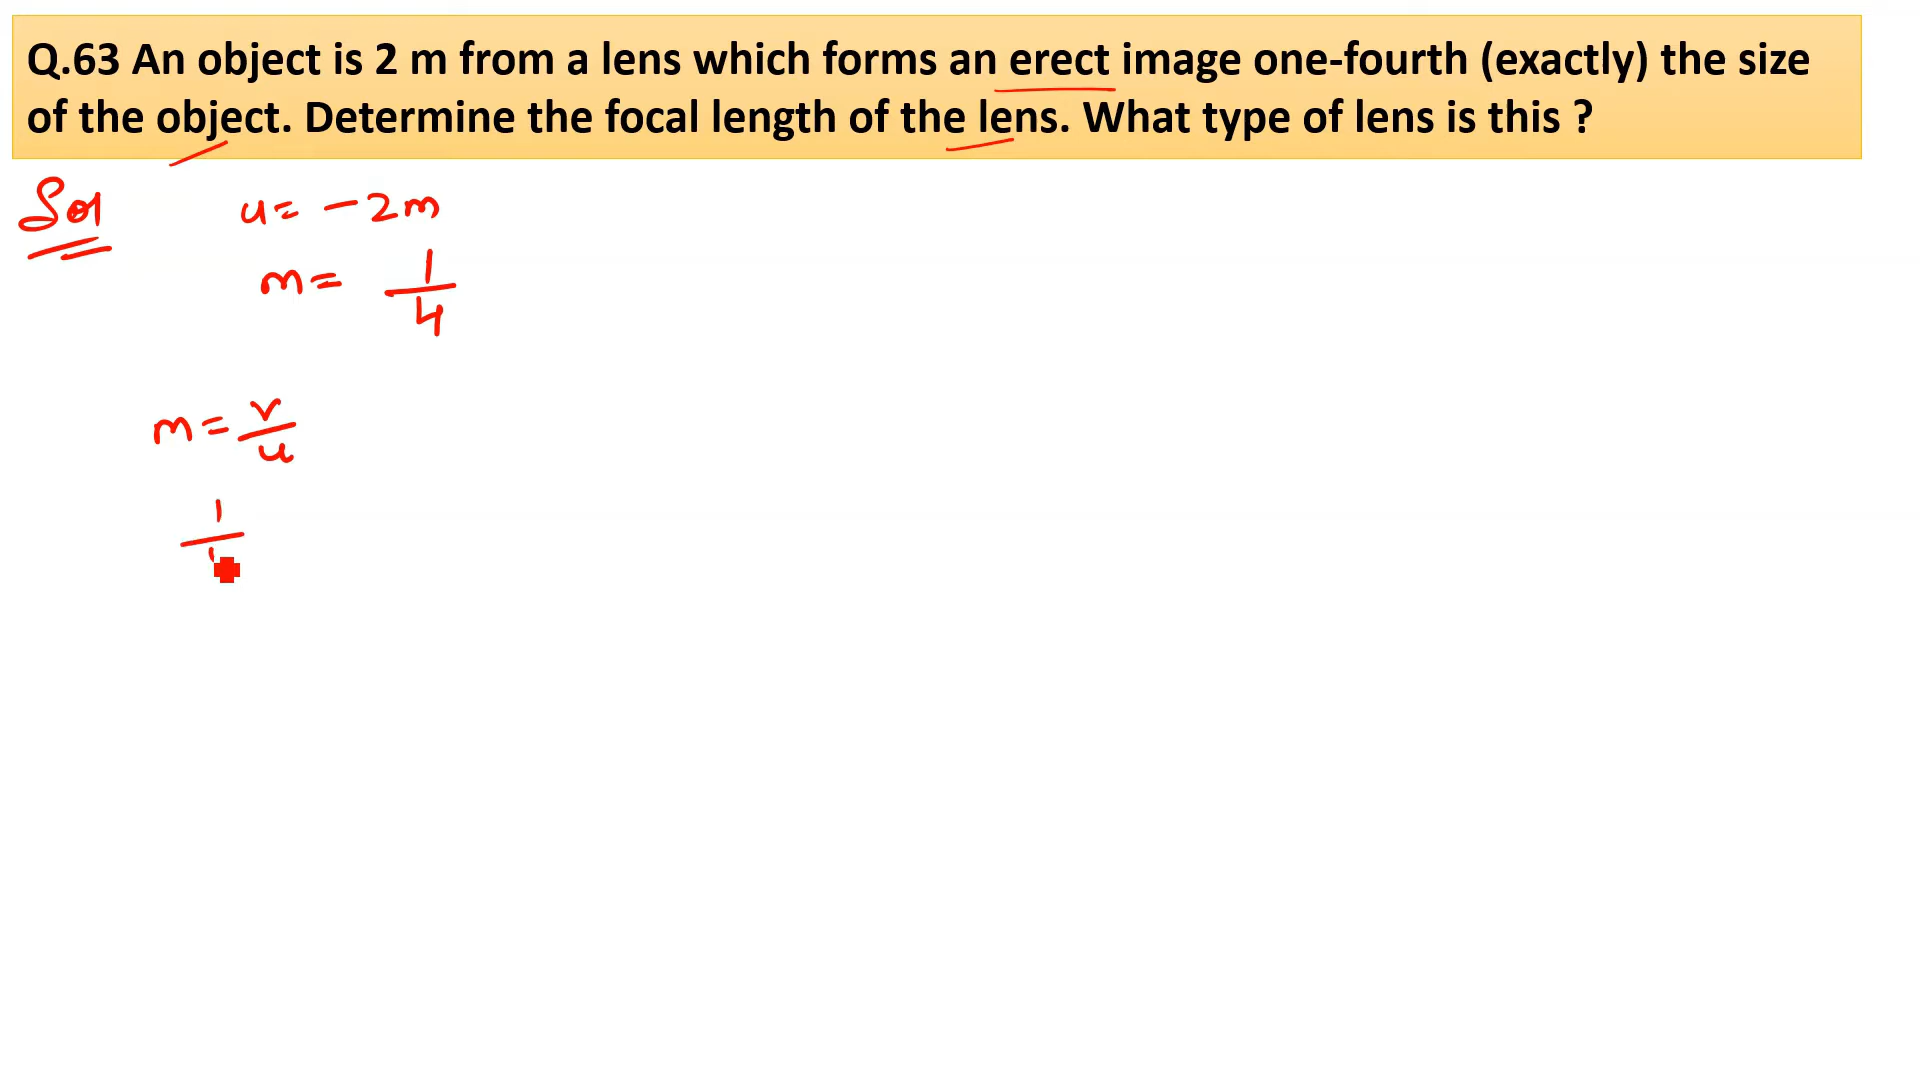 Q.63 An object is 2 m from a lens which forms an erect image one-fourth (exactly) the size
of the object. Determine the focal length of the lens. What type of lens is this ?
Sol
u= -2m
m= 1/4
m= v/u
1